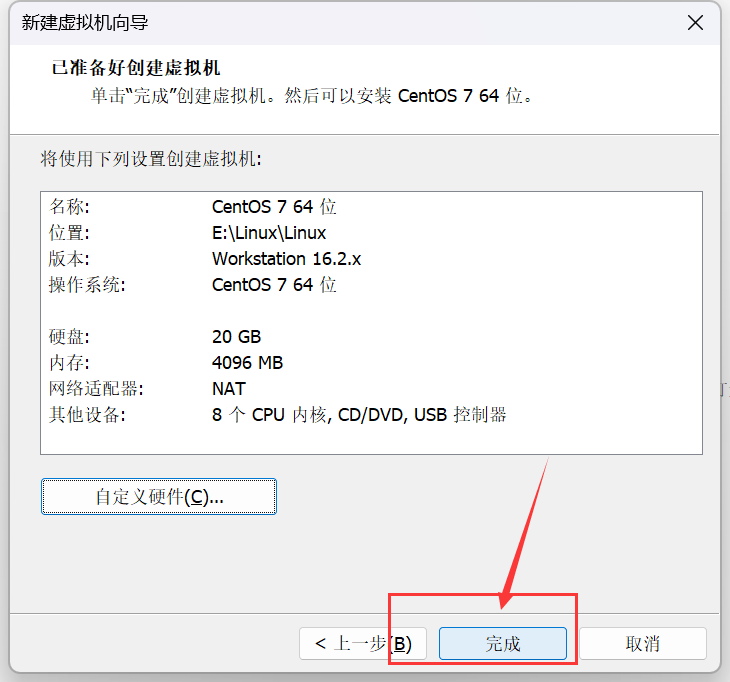 新建虚拟机向导
已准备好创建虚拟机
单击“完成”创建虚拟机。然后可以安装 CentOS 7 64 位。
将使用下列设置创建虚拟机:
名称: CentOS 7 64 位
位置: E:\Linux\Linux
版本: Workstation 16.2.x
操作系统: CentOS 7 64 位
硬盘: 20 GB
内存: 4096 MB
网络适配器: NAT
其他设备: 8 个 CPU 内核, CD/DVD, USB 控制器
自定义硬件(C)...
< 上一步(B) 完成 取消